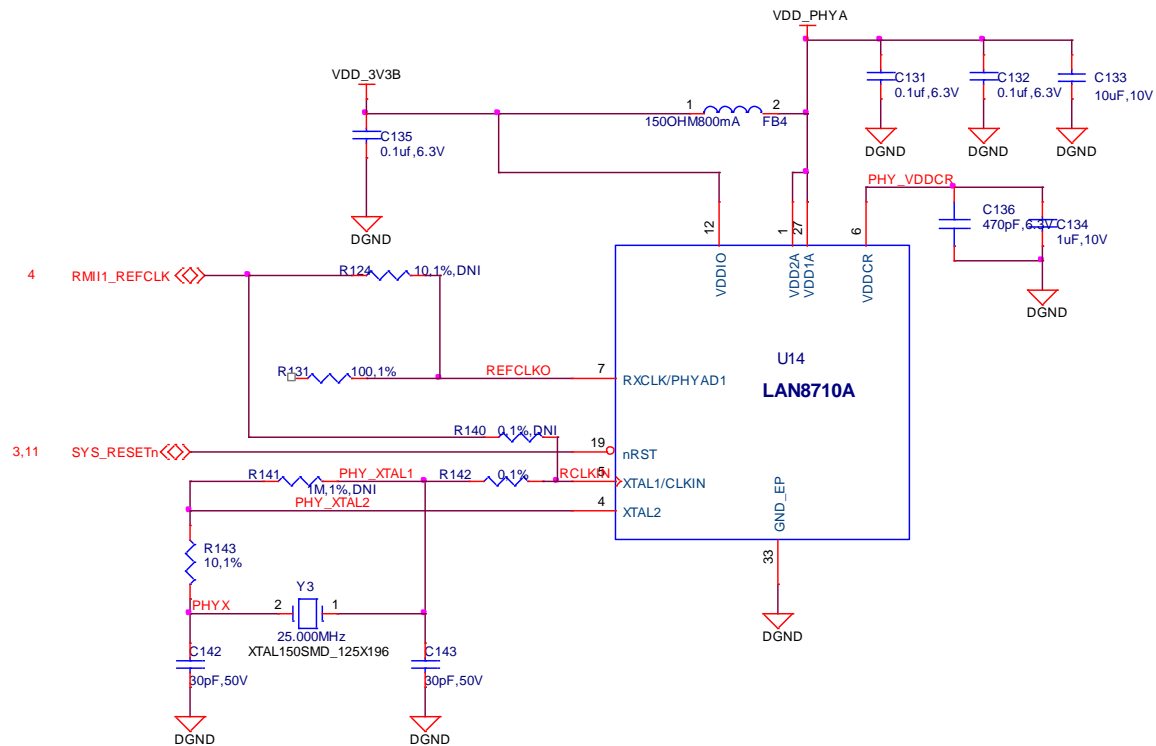 VDD_PHYA
VDD_3V3B
C131
0.1uf,6.3V
C132
0.1uf,6.3V
C133
10uF,10V
1
2
150OHM800mA
FB4
C135
0.1uf,6.3V
DGND
DGND
DGND
DGND
PHY_VDDCR
C136
470pF,6.3V
C134
1uF,10V
DGND
12
1
27
6
VDDIO
VDD2A
VDD1A
VDDCR
4
RMII1_REFCLK
R124
10,1%,DNI
U14
LAN8710A
R131
100,1%
REFCLKO
7
RXCLK/PHYAD1
R140
0,1%,DNI
3,11
SYS_RESETn
19
nRST
R141
1M,1%,DNI
PHY_XTAL1
R142
0,1%
RCLKIN
5
XTAL1/CLKIN
PHY_XTAL2
4
XTAL2
GND_EP
33
DGND
R143
10,1%
PHYX
Y3
2
1
25.000MHz
XTAL150SMD_125X196
C142
30pF,50V
C143
30pF,50V
DGND
DGND